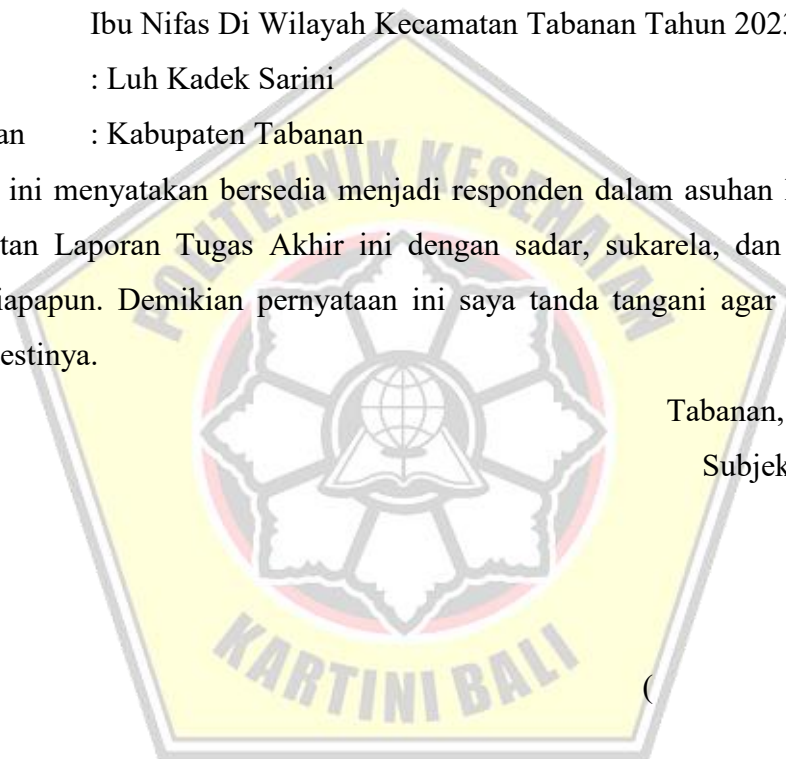 Ibu Nifas Di Wilayah Kecamatan Tabanan Tahun 2023
: Luh Kadek Sarini
an : Kabupaten Tabanan
ini menyatakan bersedia menjadi responden dalam asuhan
tan Laporan Tugas Akhir ini dengan sadar, sukarela, dan
iapapun. Demikian pernyataan ini saya tanda tangani agar
estinya.
Tabanan,
Subjek
(
POLITEKNIK KESEHATAN
KARTINI BALI